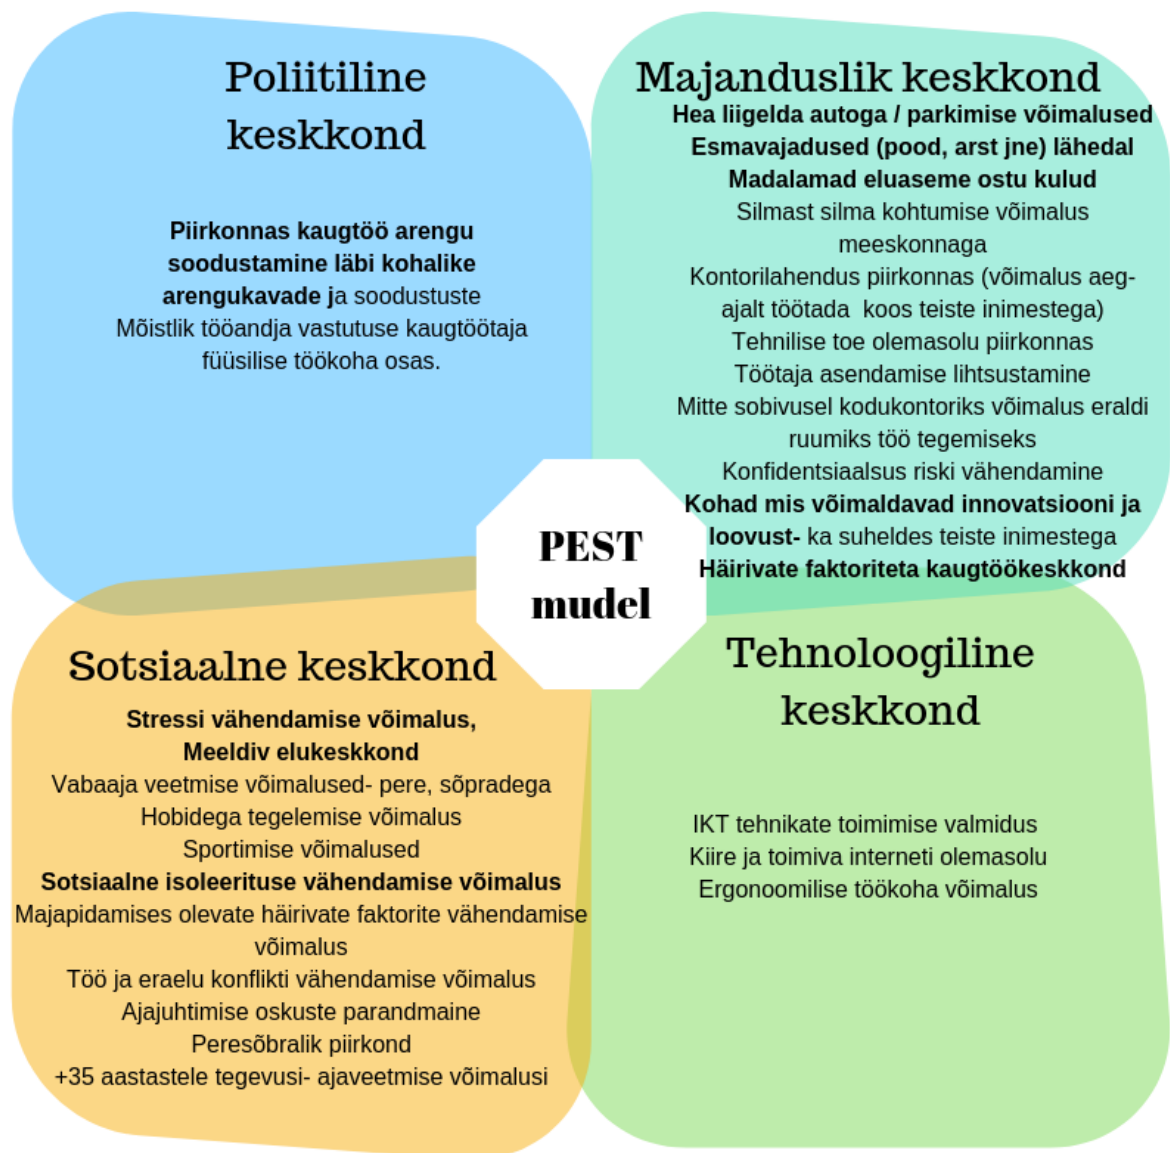 Poliitiline
keskkond
Piirkonnas kaugtöö arengu
soodustamine läbi kohalike
arengukavade ja soodustuste
Mõistlik tööandja vastutuse kaugtöötaja
füüsilise töökoha osas.
Majanduslik keskkond
Hea liigelda autoga / parkimise võimalused
Esmavajadused (pood, arst jne) lähedal
Madalamad eluaseme ostu kulud
Silmast silma kohtumise võimalus
meeskonnaga
Kontorilahendus piirkonnas (võimalus aeg-
ajalt töötada  koos teiste inimestega)
Tehnilise toe olemasolu piirkonnas
Töötaja asendamise lihtsustamine
Mitte sobivusel kodukontoriks võimalus eraldi
ruumiks töö tegemiseks
Konfidentsiaalsus riski vähendamine
Kohad mis võimaldavad innovatsiooni ja
loovust- ka suheldes teiste inimestega
Häirivate faktoriteta kaugtöökeskkond
PEST
mudel
Sotsiaalne keskkond
Stressi vähendamise võimalus,
Meeldiv elukeskkond
Vabaaja veetmise võimalused- pere, sõpradega
Hobidega tegelemise võimalus
Sportimise võimalused
Sotsiaalne isoleerituse vähendamise võimalus
Majapidamises olevate häirivate faktorite vähendamise
võimalus
Töö ja eraelu konflikti vähendamise võimalus
Ajajuhtimise oskuste parandmaine
Peresõbralik piirkond
+35 aastastele tegevusi- ajaveetmise võimalusi
Tehnoloogiline
keskkond
IKT tehnikate toimimise valmidus
Kiire ja toimiva interneti olemasolu
Ergonoomilise töökoha võimalus